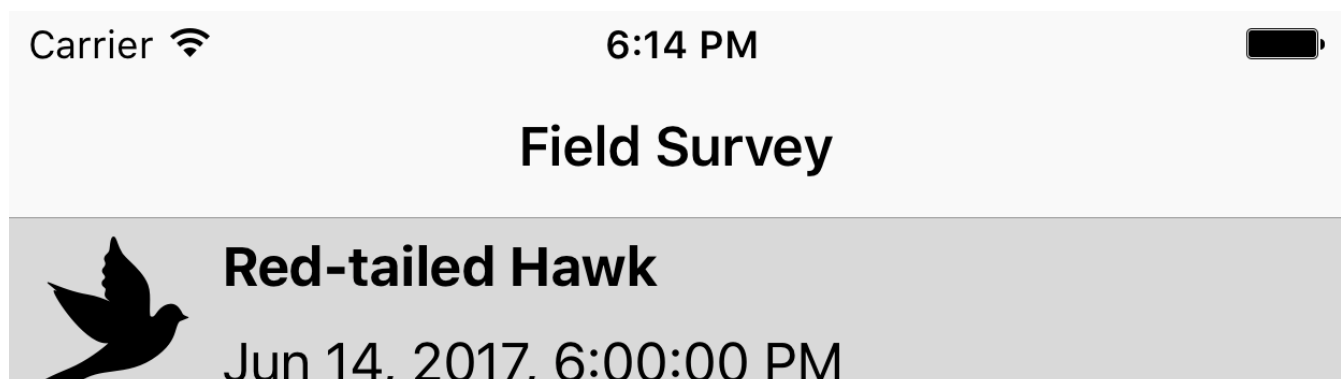 Carrier 6:14 PM
Field Survey
Red-tailed Hawk
Jun 14, 2017, 6:00:00 PM